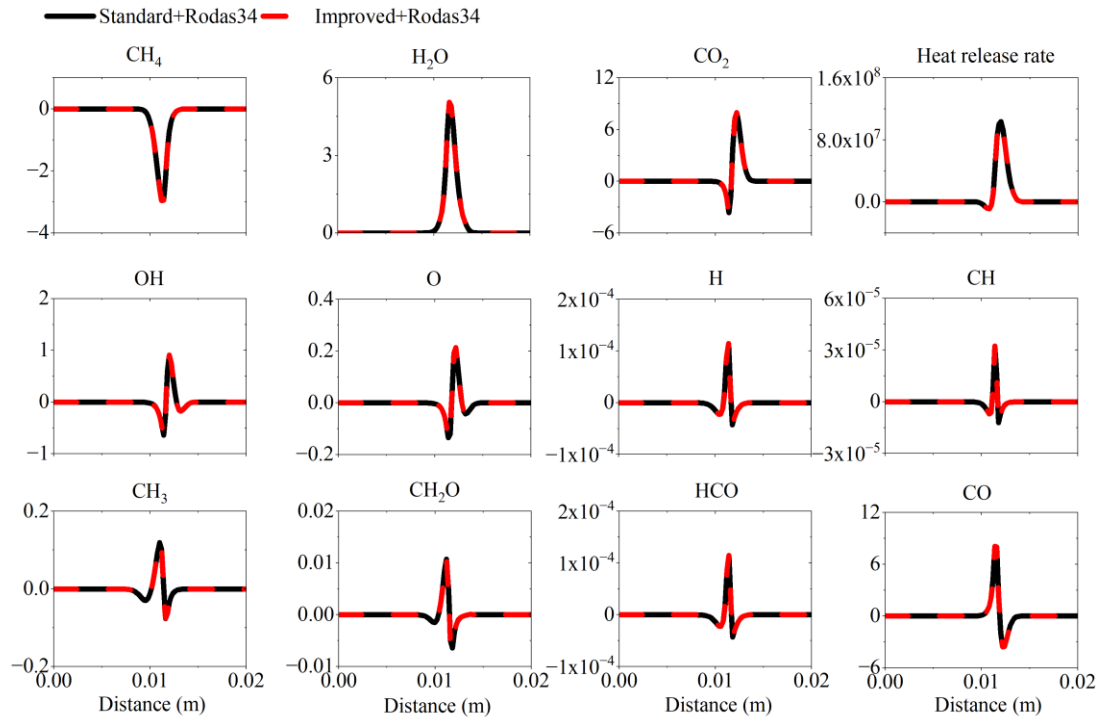 Standard+Rodas34 Improved+Rodas34
CH₄ H₂O CO₂ Heat release rate
0 −2 −4
6 3 0
12 6 0 −6
1.6x10⁸ 8.0x10⁷ 0.0
OH O H CH
2 1 0 −1
0.4 0.2 0.0 −0.2
2x10⁻⁴ 1x10⁻⁴ 0 −1x10⁻⁴
6x10⁻⁵ 3x10⁻⁵ 0 −3x10⁻⁵
CH₃ CH₂O HCO CO
0.2 0.1 0.0 −0.2
0.02 0.01 0.00 −0.01
2x10⁻⁴ 1x10⁻⁴ 0 −1x10⁻⁴
12 6 0 −6
0.00 0.01 0.02 0.00 0.01 0.02 0.00 0.01 0.02 0.00 0.01 0.02
Distance (m) Distance (m) Distance (m) Distance (m)